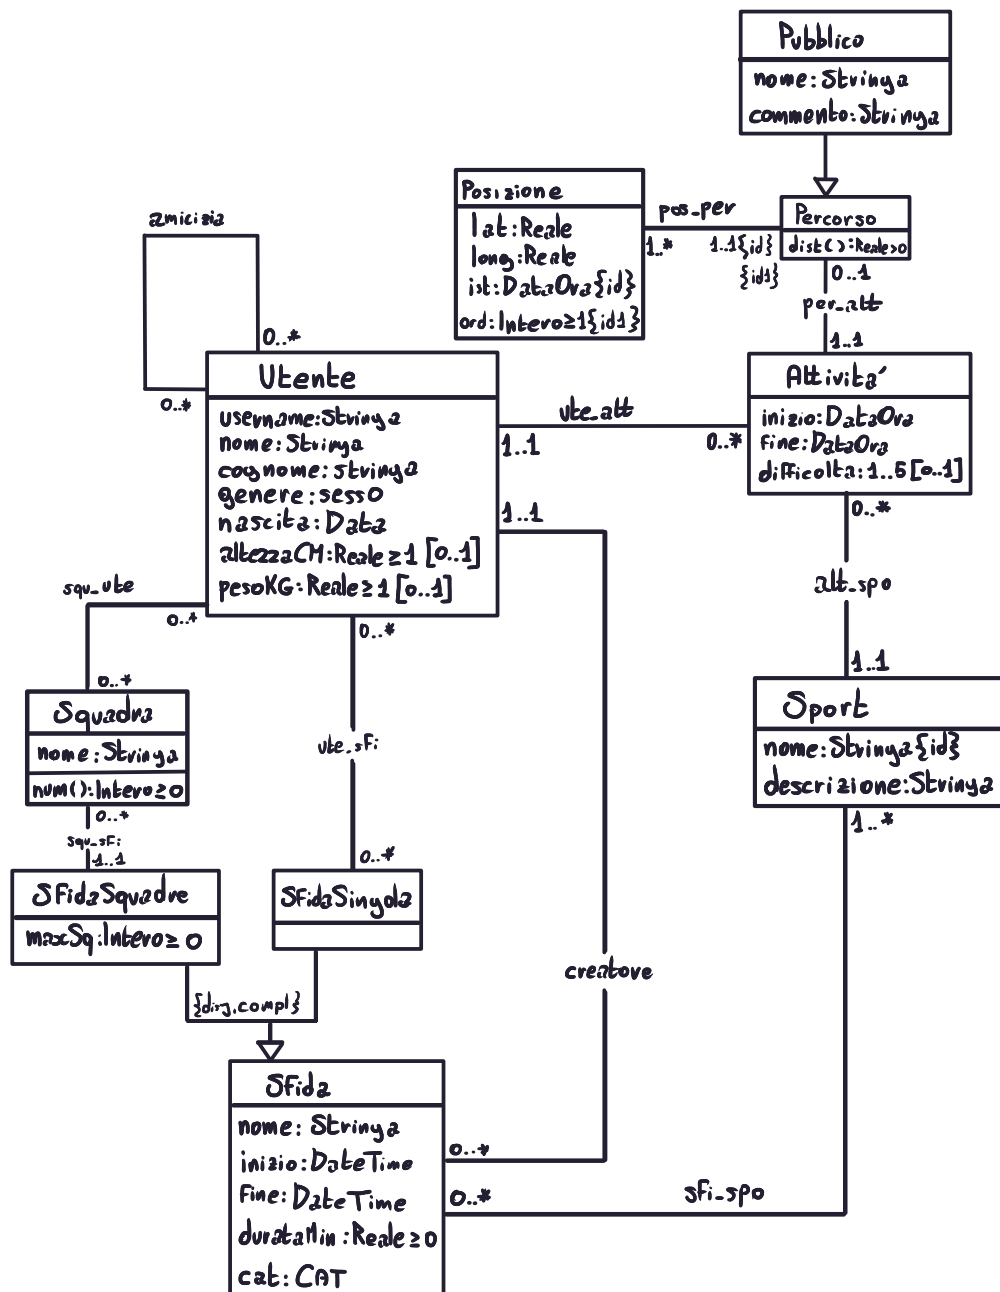 Pubblico
nome: Stringa
commento: Stringa
Posizione
lat: Reale
long: Reale
ist: DataOra {id}
ord: Intero ≥ 1 {id1}
pos_per
1..*
1..1 {id}
{id1}
Percorso
dist(): Reale>0
0..1
per_att
1..1
amicizia
0..*
0..*
Utente
username: Stringa
nome: Stringa
cognome: stringa
genere: sesso
nascita: Data
altezzaCM: Reale ≥ 1 [0..1]
pesoKG: Reale ≥ 1 [0..1]
ute_att
1..1
0..*
Attivita'
inizio: DataOra
fine: DataOra
difficolta: 1..5 [0..1]
1..1
0..*
att_spo
1..1
squ_ute
0..*
0..*
0..*
Squadra
nome: Stringa
num(): Intero ≥ 0
ute_sfi
Sport
nome: Stringa {id}
descrizione: Stringa
0..*
squ_sfi
1..1
0..*
1..*
SfidaSquadre
maxSq: Intero ≥ 0
SfidaSingola
creatore
{disj, compl}
Sfida
nome: Stringa
inizio: DateTime
fine: DateTime
durataMin: Reale ≥ 0
cat: CAT
0..*
0..*
sfi_spo